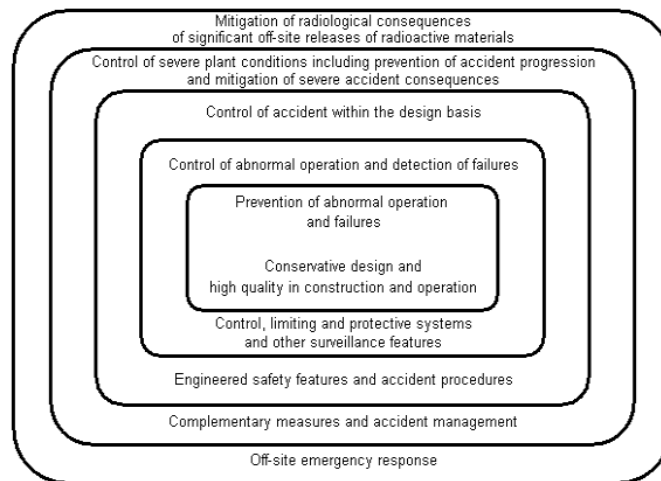 Mitigation of radiological consequences
of significant off-site releases of radioactive materials
Control of severe plant conditions including prevention of accident progression
and mitigation of severe accident consequences
Control of accident within the design basis
Control of abnormal operation and detection of failures
Prevention of abnormal operation
and failures
Conservative design and
high quality in construction and operation
Control, limiting and protective systems
and other surveillance features
Engineered safety features and accident procedures
Complementary measures and accident management
Off-site emergency response